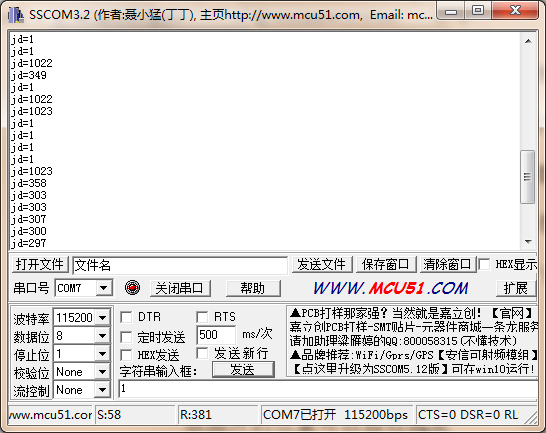 SSCOM3.2 (作者:聂小猛(丁丁), 主页http://www.mcu51.com, Email: mc...
jd=1
jd=1
jd=1022
jd=349
jd=1
jd=1022
jd=1023
jd=1
jd=1
jd=1
jd=1
jd=1023
jd=358
jd=303
jd=303
jd=307
jd=300
jd=297
打开文件 文件名 发送文件 保存窗口 清除窗口 HEX显示
串口号 COM7 关闭串口 帮助 WWW.MCU51.COM 扩展
波特率 115200 DTR RTS
数据位 8 定时发送 500 ms/次
停止位 1 HEX发送 发送新行
校验位 None 字符串输入框: 发送
流控制 None 1
▲PCB打样那家强？当然就是嘉立创！【官网】
嘉立创PCB打样-SMT贴片-元器件商城一条龙服务
请加助理梁雁婷的QQ:800058315(不懂技术)
▲品牌推荐:WiFi/Gprs/GPS【安信可射频模组】
【点这里升级为SSCOM5.12版】可在win10运行!
www.mcu51.cor S:58 R:381 COM7已打开 115200bps CTS=0 DSR=0 RL